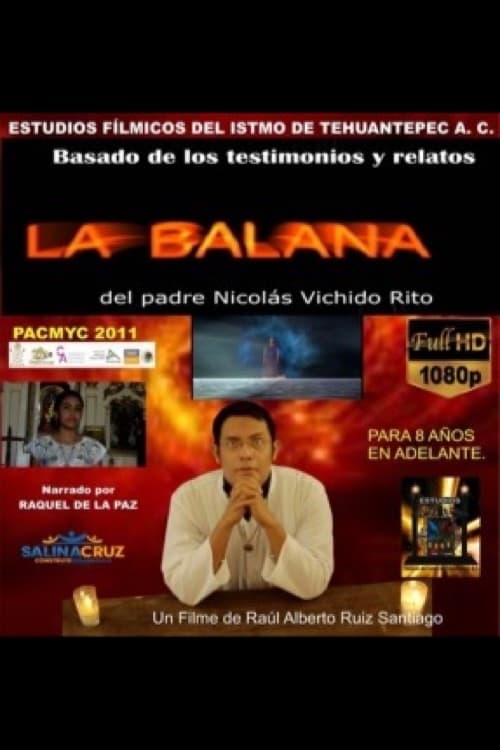 ESTUDIOS FÍLMICOS DEL ISTMO DE TEHUANTEPEC A. C.
Basado de los testimonios y relatos
LA BALANA
del padre Nicolás Vichido Rito
PACMYC 2011
Full HD
1080p
PARA 8 AÑOS
EN ADELANTE.
Narrado por
RAQUEL DE LA PAZ
ESTUDIOS
SALINACRUZ
Un Filme de Raúl Alberto Ruiz Santiago